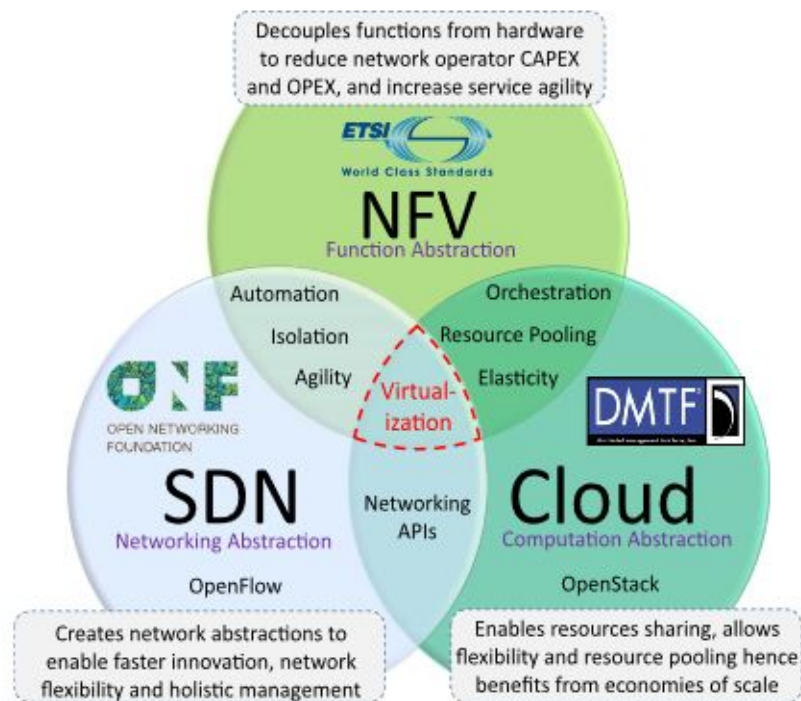 Decouples functions from hardware
to reduce network operator CAPEX
and OPEX, and increase service agility
ETSI
World Class Standards
NFV
Function Abstraction
Automation
Isolation
Agility
Orchestration
Resource Pooling
Elasticity
Virtual-
ization
OPEN NETWORKING
FOUNDATION
SDN
Networking Abstraction
OpenFlow
Networking
APIs
DMTF
Cloud
Computation Abstraction
OpenStack
Creates network abstractions to
enable faster innovation, network
flexibility and holistic management
Enables resources sharing, allows
flexibility and resource pooling hence
benefits from economies of scale